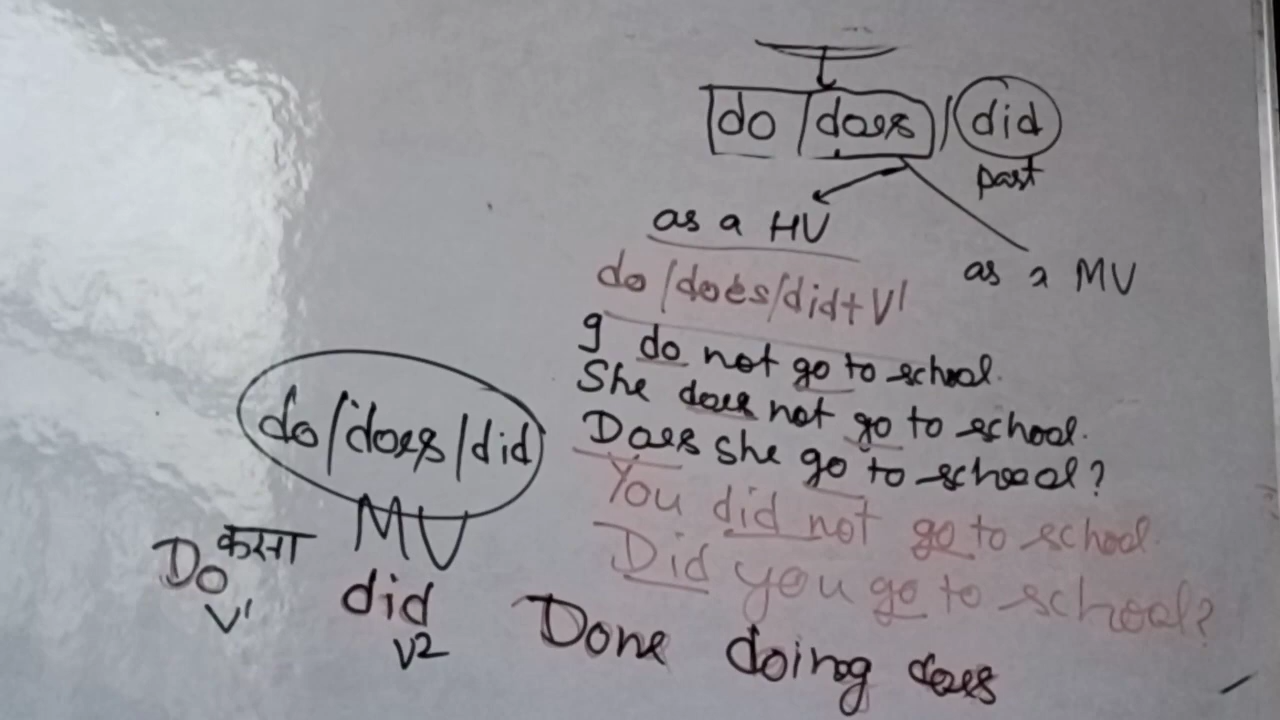 do / does / did
past
as a HV
as a MV
do / does / did + V1
I do not go to school.
She does not go to school.
Does she go to school?
You did not go to school.
Did you go to school?
do / does / did
MV
Do करना did Done doing does
V1 V2